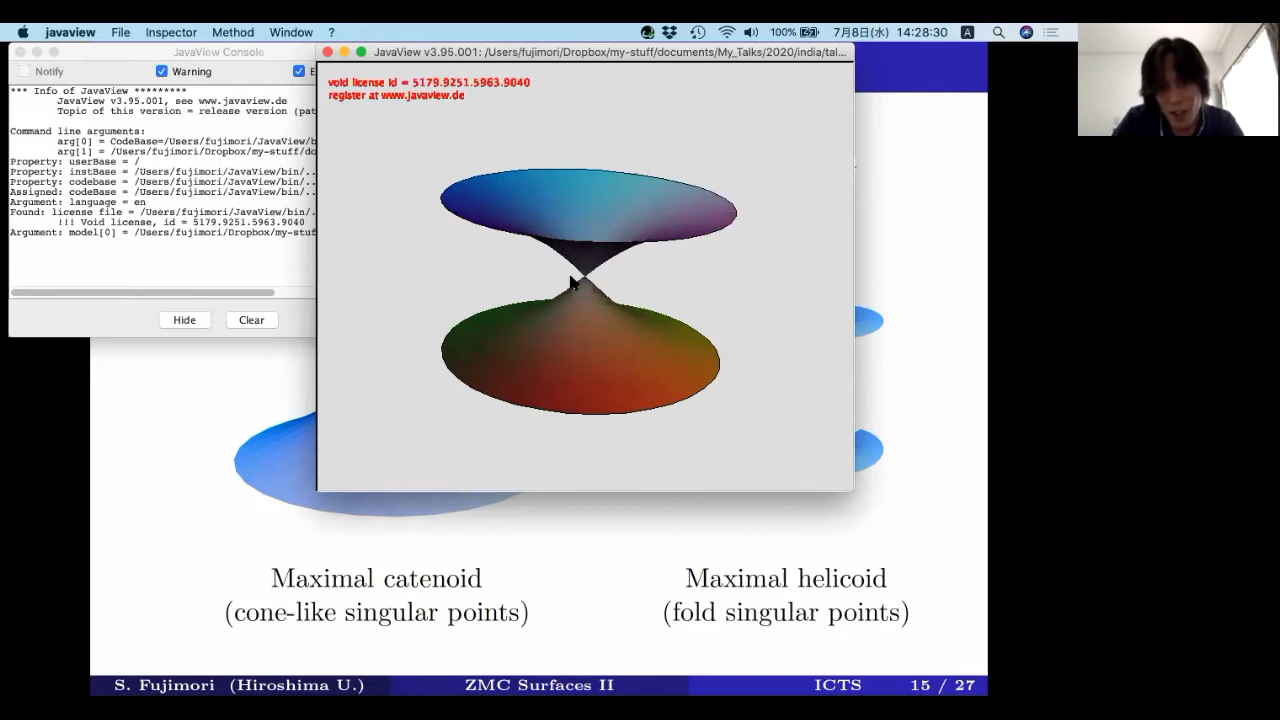 javaview File Inspector Method Window ? 100% 7月8日(水) 14:28:30 A
JavaView Console
Notify Warning E
*** Info of JavaView *********
JavaView v3.95.001, see www.javaview.de
Topic of this version = release version (pat
Command line arguments:
arg[0] = CodeBase=/Users/fujimori/JavaView/b
arg[1] = /Users/fujimori/Dropbox/my-stuff/do
Property: userBase = /
Property: instBase = /Users/fujimori/JavaView/bin/..
Property: codebase = /Users/fujimori/JavaView/bin/..
Assigned: codeBase = /Users/fujimori/JavaView/bin/..
Argument: language = en
Found: license file = /Users/fujimori/JavaView/bin/.
!!! Void license, id = 5179.9251.5963.9040
Argument: model[0] = /Users/fujimori/Dropbox/my-stuf
Hide Clear
JavaView v3.95.001: /Users/fujimori/Dropbox/my-stuff/documents/My_Talks/2020/india/tal...
void license id = 5179.9251.5963.9040
register at www.javaview.de
Maximal catenoid
(cone-like singular points)
Maximal helicoid
(fold singular points)
S. Fujimori (Hiroshima U.) ZMC Surfaces II ICTS 15 / 27